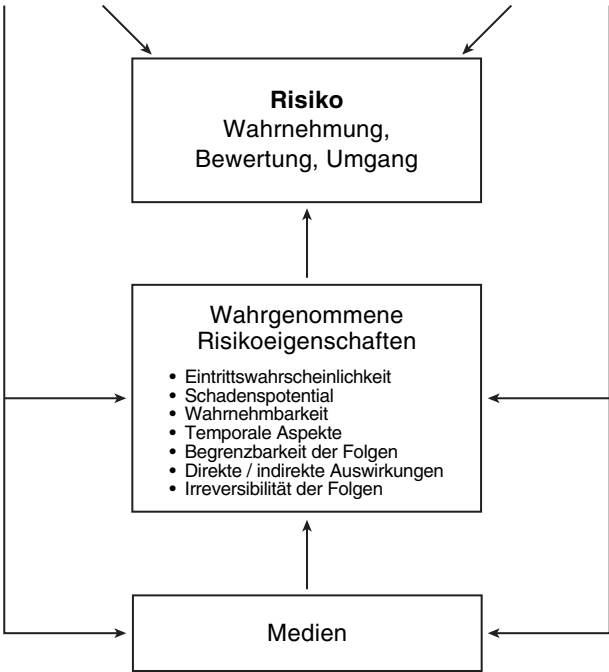 Risiko
Wahrnehmung,
Bewertung, Umgang
Wahrgenommene
Risikoeigenschaften
• Eintrittswahrscheinlichkeit
• Schadenspotential
• Wahrnehmbarkeit
• Temporale Aspekte
• Begrenzbarkeit der Folgen
• Direkte / indirekte Auswirkungen
• Irreversibilität der Folgen
Medien